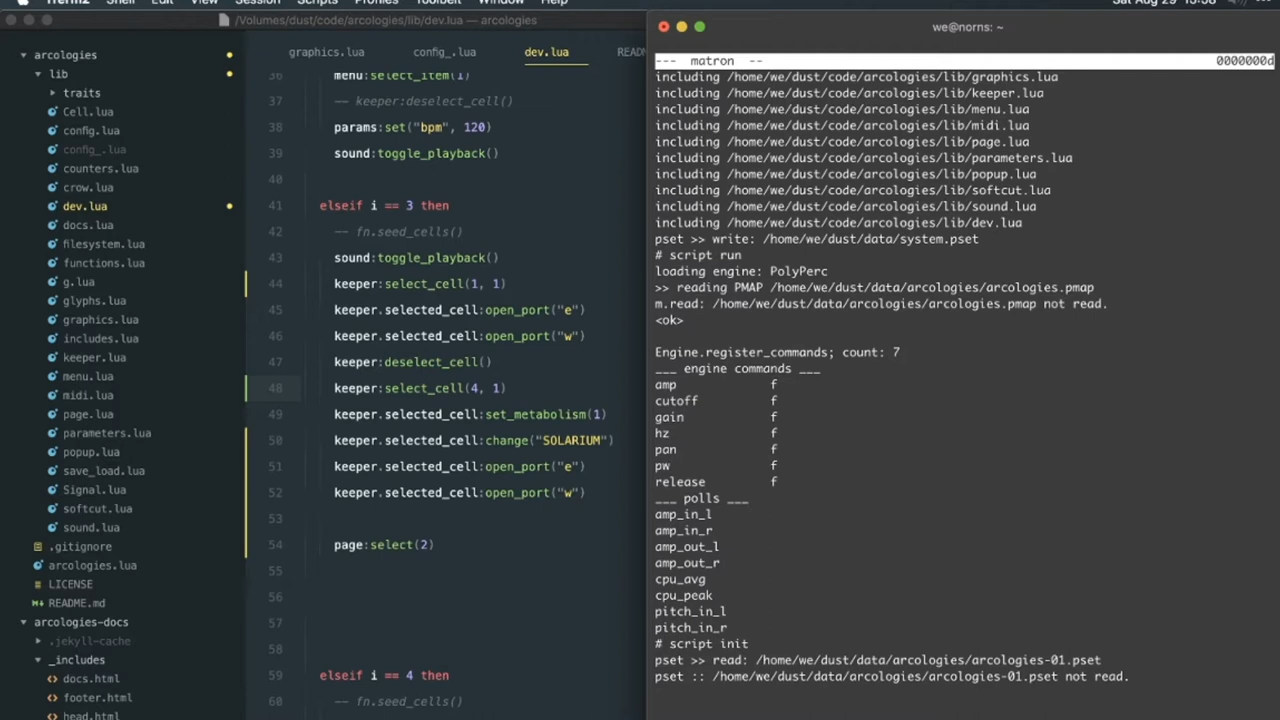 iTerm2 Shell Edit View Session Scripts Profiles Toolbelt Window Help
/Volumes/dust/code/arcologies/lib/dev.lua — arcologies
arcologies
lib
traits
Cell.lua
config.lua
config_.lua
counters.lua
crow.lua
dev.lua
docs.lua
filesystem.lua
functions.lua
g.lua
glyphs.lua
graphics.lua
includes.lua
keeper.lua
menu.lua
midi.lua
page.lua
parameters.lua
popup.lua
save_load.lua
Signal.lua
softcut.lua
sound.lua
.gitignore
arcologies.lua
LICENSE
README.md
arcologies-docs
.jekyll-cache
_includes
docs.html
footer.html
head.html
graphics.lua config_.lua dev.lua READ
36 menu:select_item(1)
37 -- keeper:deselect_cell()
38 params:set("bpm", 120)
39 sound:toggle_playback()
40
41 elseif i == 3 then
42 -- fn.seed_cells()
43 sound:toggle_playback()
44 keeper:select_cell(1, 1)
45 keeper.selected_cell:open_port("e")
46 keeper.selected_cell:open_port("w")
47 keeper:deselect_cell()
48 keeper:select_cell(4, 1)
49 keeper.selected_cell:set_metabolism(1)
50 keeper.selected_cell:change("SOLARIUM")
51 keeper.selected_cell:open_port("e")
52 keeper.selected_cell:open_port("w")
53
54 page:select(2)
55
56
57
58
59 elseif i == 4 then
60 -- fn.seed_cells()
we@norns: ~
--- matron -- 0000000d
including /home/we/dust/code/arcologies/lib/graphics.lua
including /home/we/dust/code/arcologies/lib/keeper.lua
including /home/we/dust/code/arcologies/lib/menu.lua
including /home/we/dust/code/arcologies/lib/midi.lua
including /home/we/dust/code/arcologies/lib/page.lua
including /home/we/dust/code/arcologies/lib/parameters.lua
including /home/we/dust/code/arcologies/lib/popup.lua
including /home/we/dust/code/arcologies/lib/softcut.lua
including /home/we/dust/code/arcologies/lib/sound.lua
including /home/we/dust/code/arcologies/lib/dev.lua
pset >> write: /home/we/dust/data/system.pset
# script run
loading engine: PolyPerc
>> reading PMAP /home/we/dust/data/arcologies/arcologies.pmap
m.read: /home/we/dust/data/arcologies/arcologies.pmap not read.
<ok>
Engine.register_commands; count: 7
___ engine commands ___
amp f
cutoff f
gain f
hz f
pan f
pw f
release f
___ polls ___
amp_in_l
amp_in_r
amp_out_l
amp_out_r
cpu_avg
cpu_peak
pitch_in_l
pitch_in_r
# script init
pset >> read: /home/we/dust/data/arcologies/arcologies-01.pset
pset :: /home/we/dust/data/arcologies/arcologies-01.pset not read.